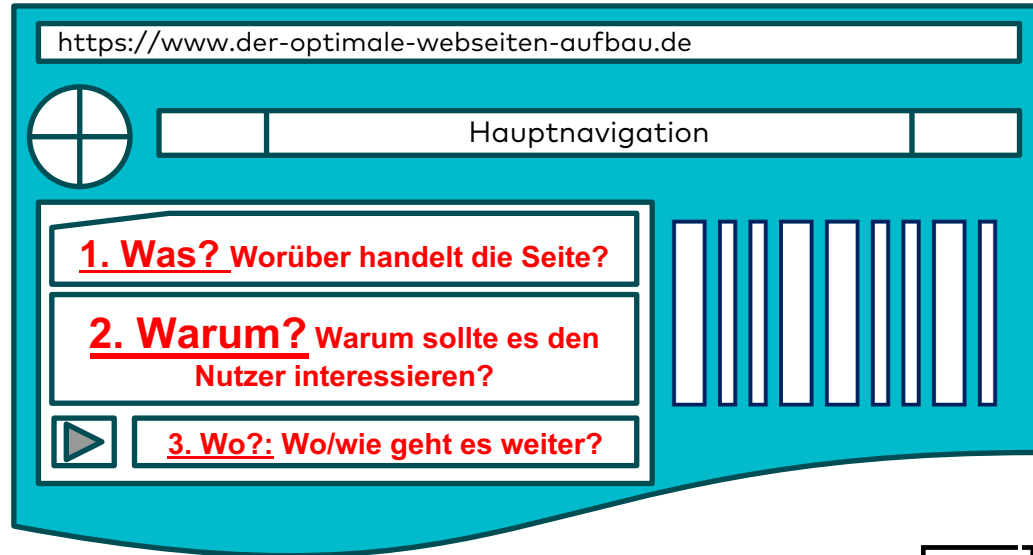 https://www.der-optimale-webseiten-aufbau.de
Hauptnavigation
1. Was? Worüber handelt die Seite?
2. Warum? Warum sollte es den
Nutzer interessieren?
3. Wo?: Wo/wie geht es weiter?